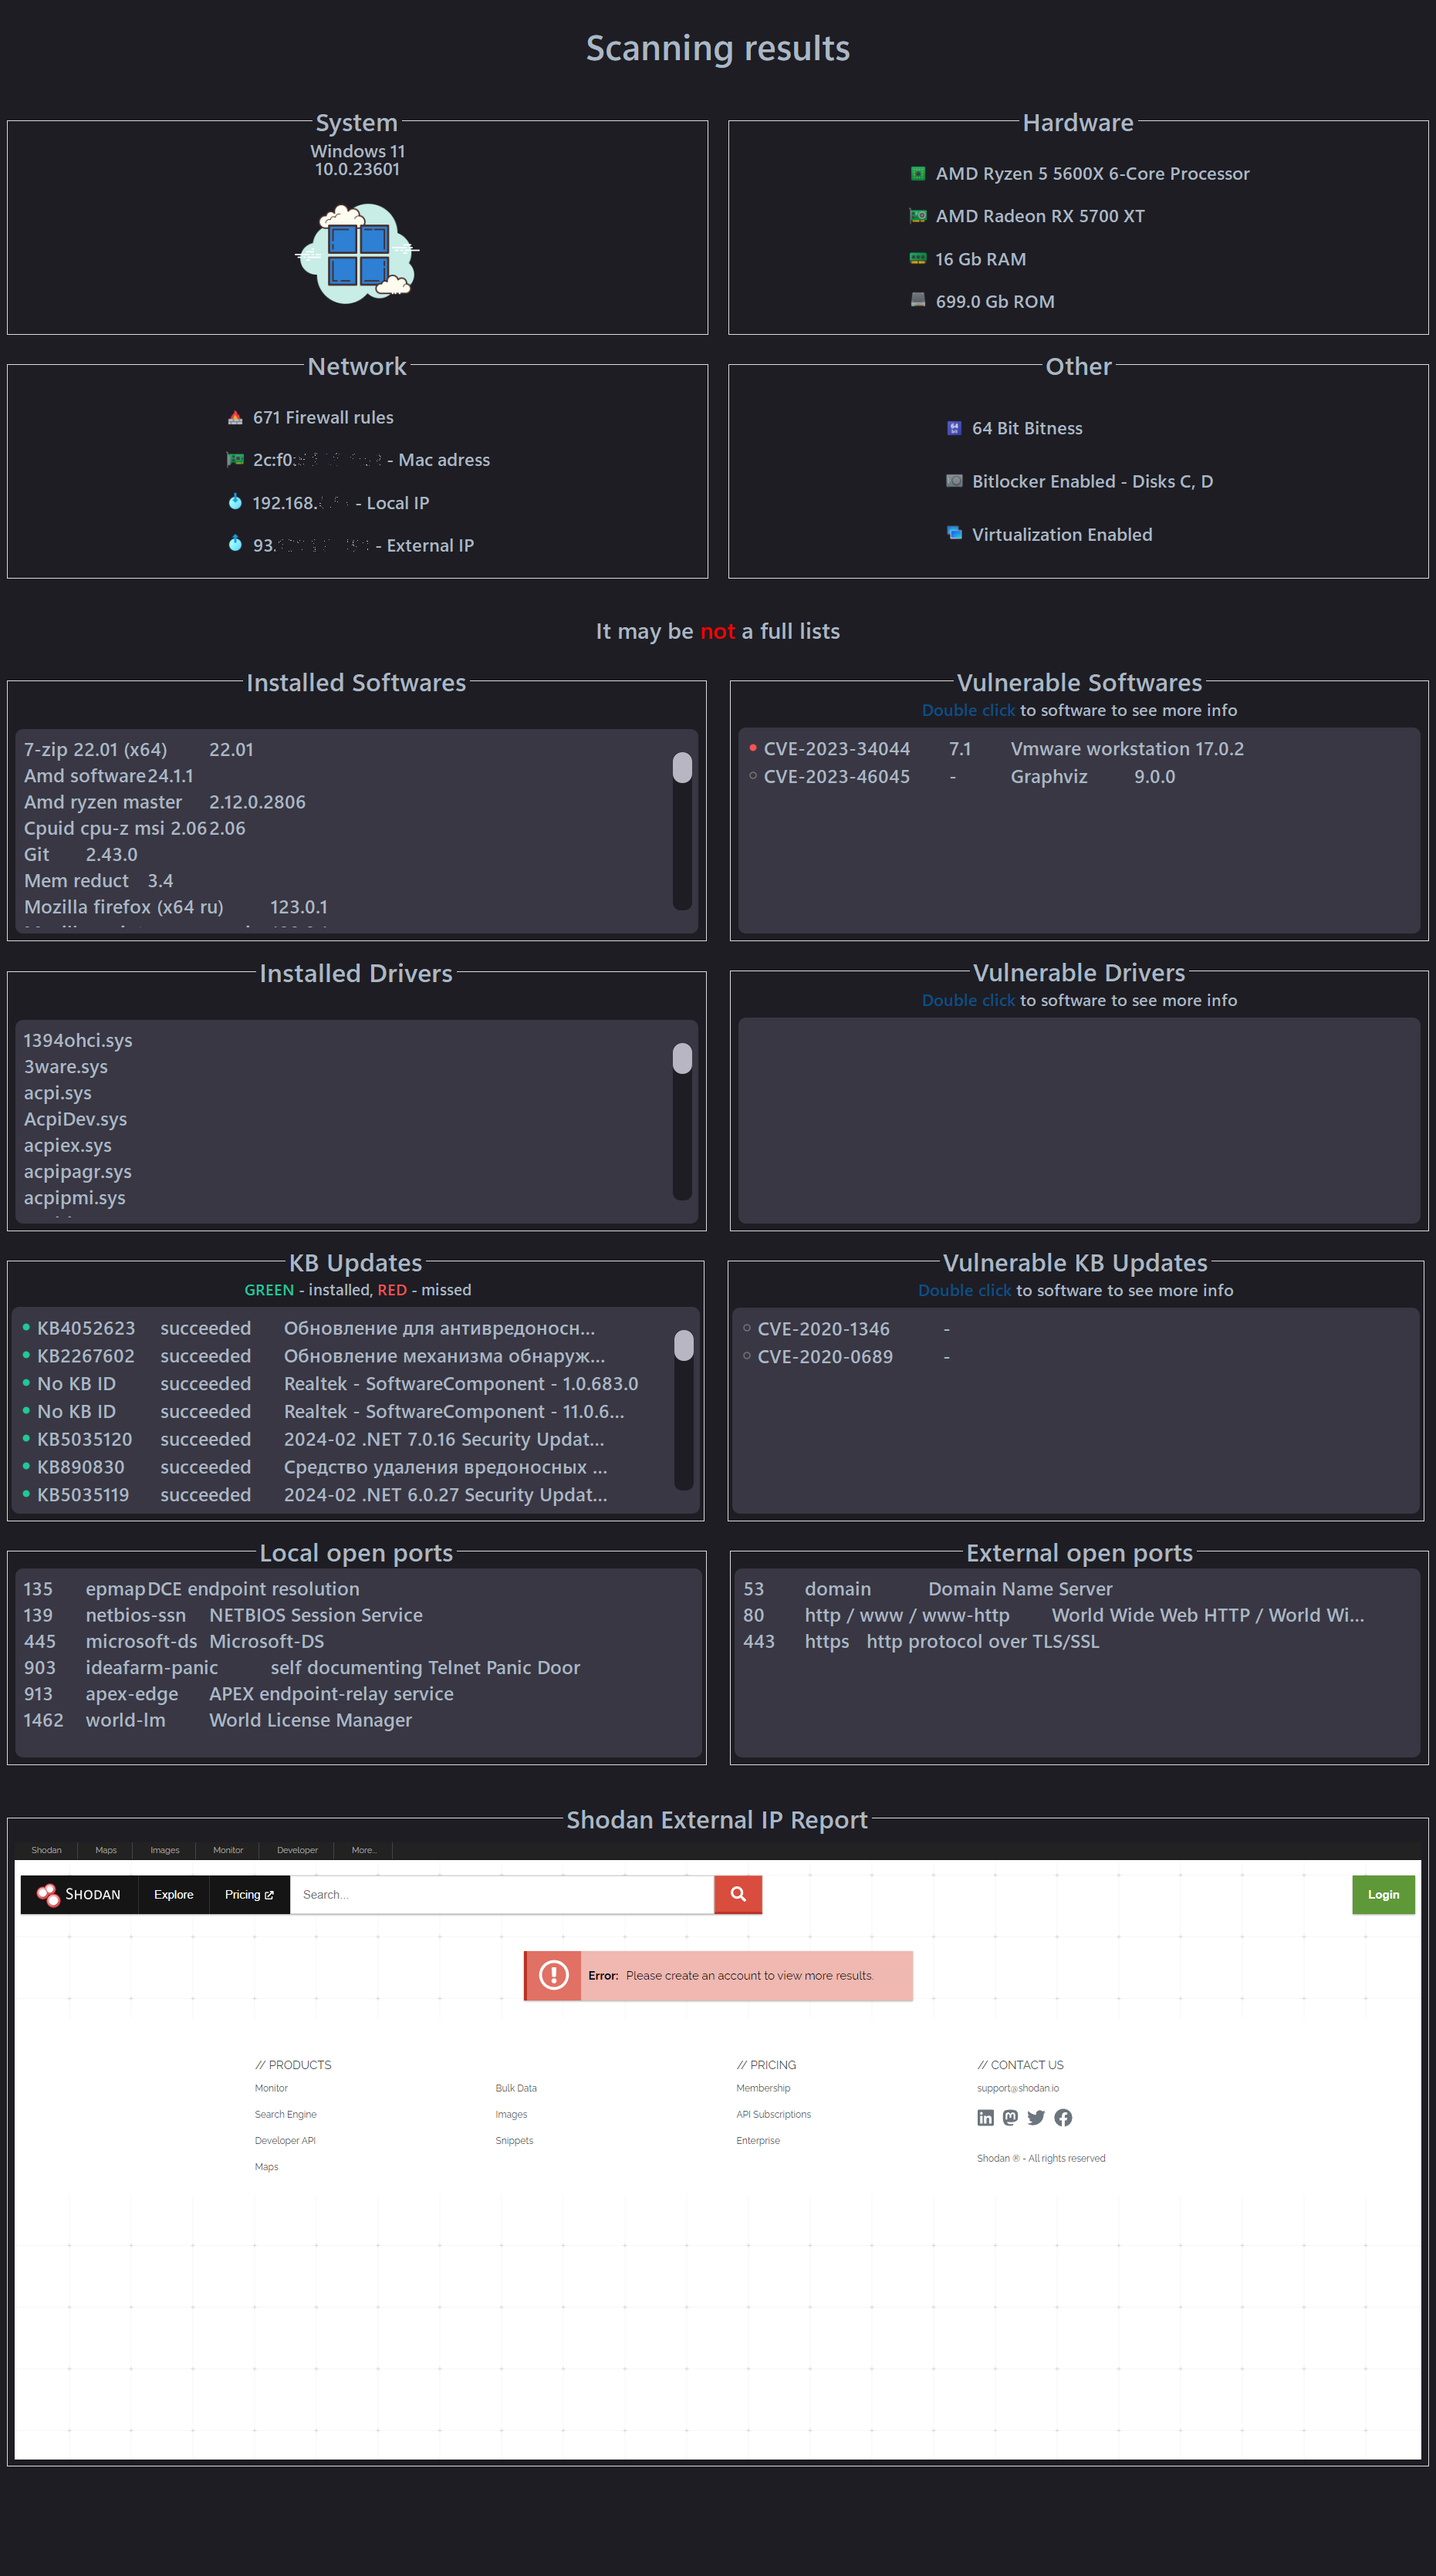 Scanning results
System
Windows 11
10.0.23601
Hardware
AMD Ryzen 5 5600X 6-Core Processor
AMD Radeon RX 5700 XT
16 Gb RAM
699.0 Gb ROM
Network
671 Firewall rules
2c:f0: - Mac adress
192.168. - Local IP
93. - External IP
Other
64 Bit Bitness
Bitlocker Enabled - Disks C, D
Virtualization Enabled
It may be not a full lists
Installed Softwares
7-zip 22.01 (x64) 22.01
Amd software 24.1.1
Amd ryzen master 2.12.0.2806
Cpuid cpu-z msi 2.06 2.06
Git 2.43.0
Mem reduct 3.4
Mozilla firefox (x64 ru) 123.0.1
Vulnerable Softwares
Double click to software to see more info
CVE-2023-34044 7.1 Vmware workstation 17.0.2
CVE-2023-46045 - Graphviz 9.0.0
Installed Drivers
1394ohci.sys
3ware.sys
acpi.sys
AcpiDev.sys
acpiex.sys
acpipagr.sys
acpipmi.sys
Vulnerable Drivers
Double click to software to see more info
KB Updates
GREEN - installed, RED - missed
KB4052623 succeeded Обновление для антивредоносн...
KB2267602 succeeded Обновление механизма обнаруж...
No KB ID succeeded Realtek - SoftwareComponent - 1.0.683.0
No KB ID succeeded Realtek - SoftwareComponent - 11.0.6...
KB5035120 succeeded 2024-02 .NET 7.0.16 Security Updat...
KB890830 succeeded Средство удаления вредоносных ...
KB5035119 succeeded 2024-02 .NET 6.0.27 Security Updat...
Vulnerable KB Updates
Double click to software to see more info
CVE-2020-1346 -
CVE-2020-0689 -
Local open ports
135 epmap DCE endpoint resolution
139 netbios-ssn NETBIOS Session Service
445 microsoft-ds Microsoft-DS
903 ideafarm-panic self documenting Telnet Panic Door
913 apex-edge APEX endpoint-relay service
1462 world-lm World License Manager
External open ports
53 domain Domain Name Server
80 http / www / www-http World Wide Web HTTP / World Wi...
443 https http protocol over TLS/SSL
Shodan External IP Report
Shodan Maps Images Monitor Developer More...
SHODAN Explore Pricing Search... Login
Error: Please create an account to view more results.
// PRODUCTS
Monitor
Search Engine
Developer API
Maps
Bulk Data
Images
Snippets
// PRICING
Membership
API Subscriptions
Enterprise
// CONTACT US
support@shodan.io
Shodan ® - All rights reserved